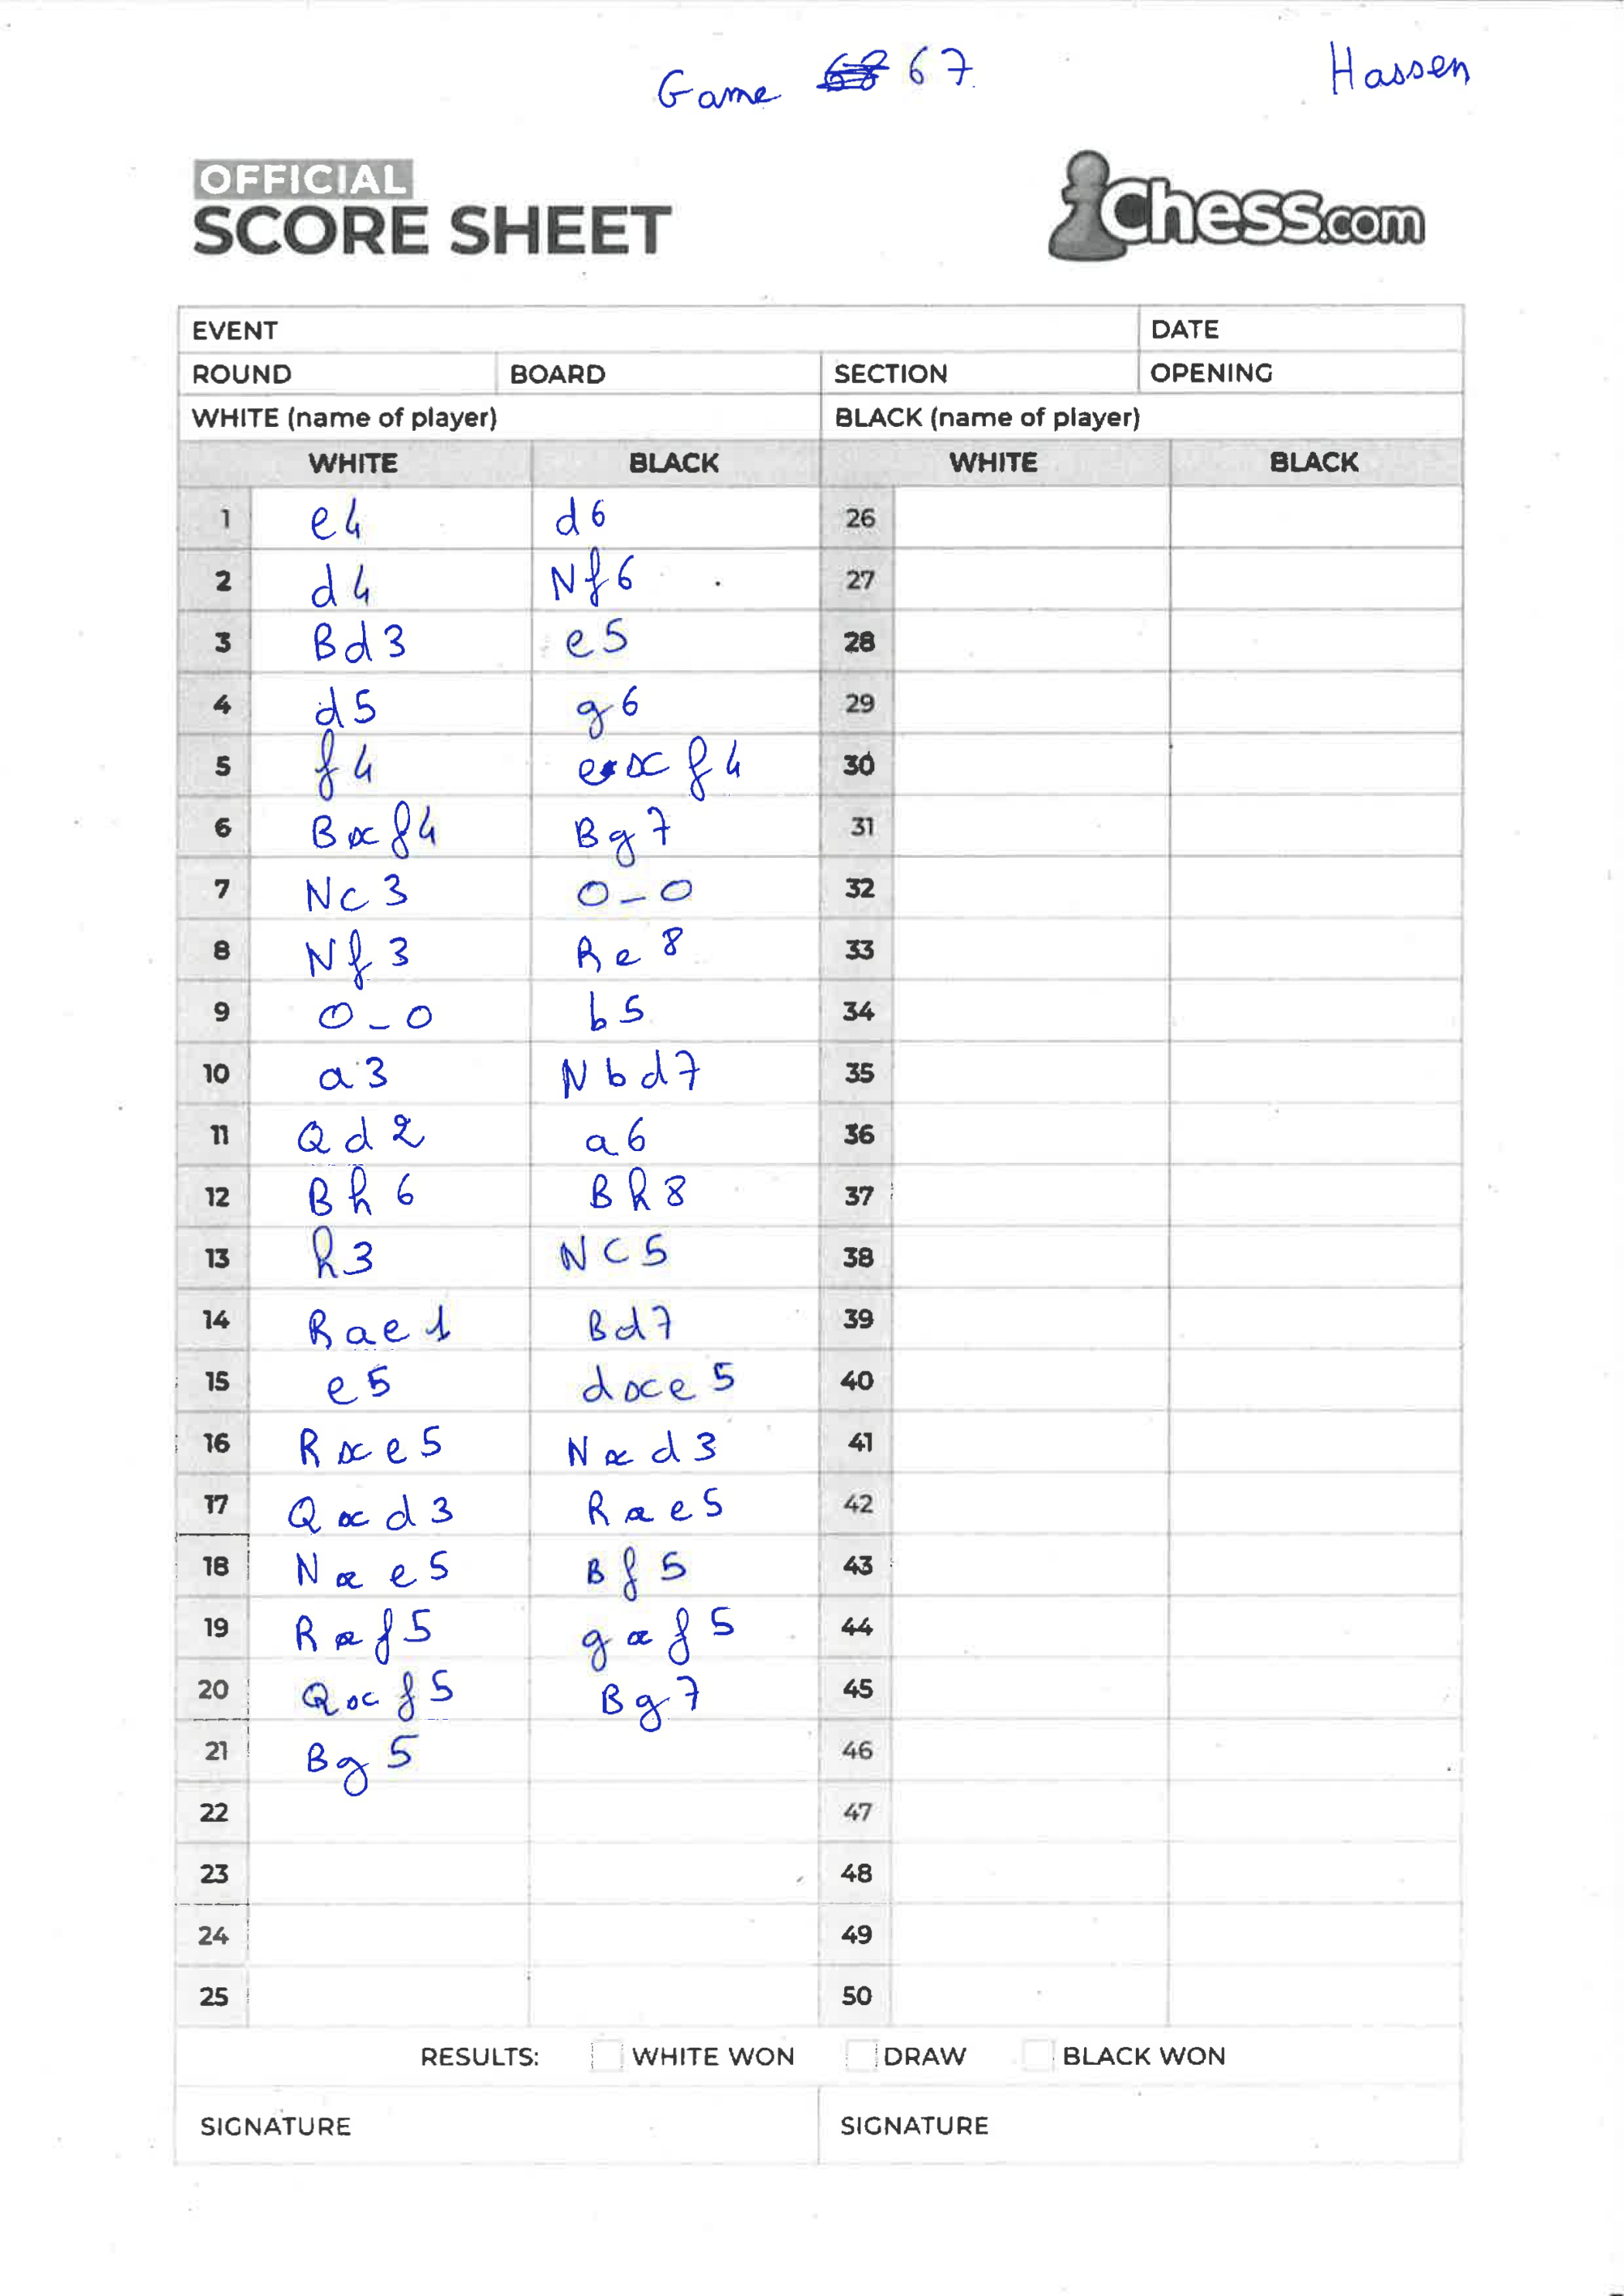 Game 67 Hassen
OFFICIAL
SCORE SHEET
Chess.com
EVENT DATE
ROUND BOARD SECTION OPENING
WHITE (name of player) BLACK (name of player)
WHITE BLACK WHITE BLACK
1 e4 d6 26
2 d4 Nf6 27
3 Bd3 e5 28
4 d5 g6 29
5 f4 exf4 30
6 Bxf4 Bg7 31
7 Nc3 0-0 32
8 Nf3 Re8 33
9 0-0 b5 34
10 a3 Nbd7 35
11 Qd2 a6 36
12 Bh6 Bh8 37
13 h3 NC5 38
14 Rae1 Bd7 39
15 e5 dxe5 40
16 Rxe5 Nxd3 41
17 Qxd3 Rxe5 42
18 Nxe5 Bf5 43
19 Rxf5 gxf5 44
20 Qxf5 Bg7 45
21 Bg5 46
22 47
23 48
24 49
25 50
RESULTS: WHITE WON DRAW BLACK WON
SIGNATURE SIGNATURE